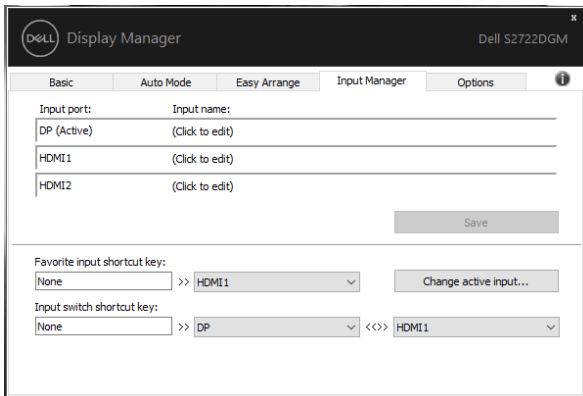 x
DELL Display Manager Dell S2722DGM
Basic Auto Mode Easy Arrange Input Manager Options i
Input port: Input name:
DP (Active) (Click to edit)
HDMI1 (Click to edit)
HDMI2 (Click to edit)
Save
Favorite input shortcut key:
None >> HDMI1 Change active input...
Input switch shortcut key:
None >> DP <<>> HDMI1